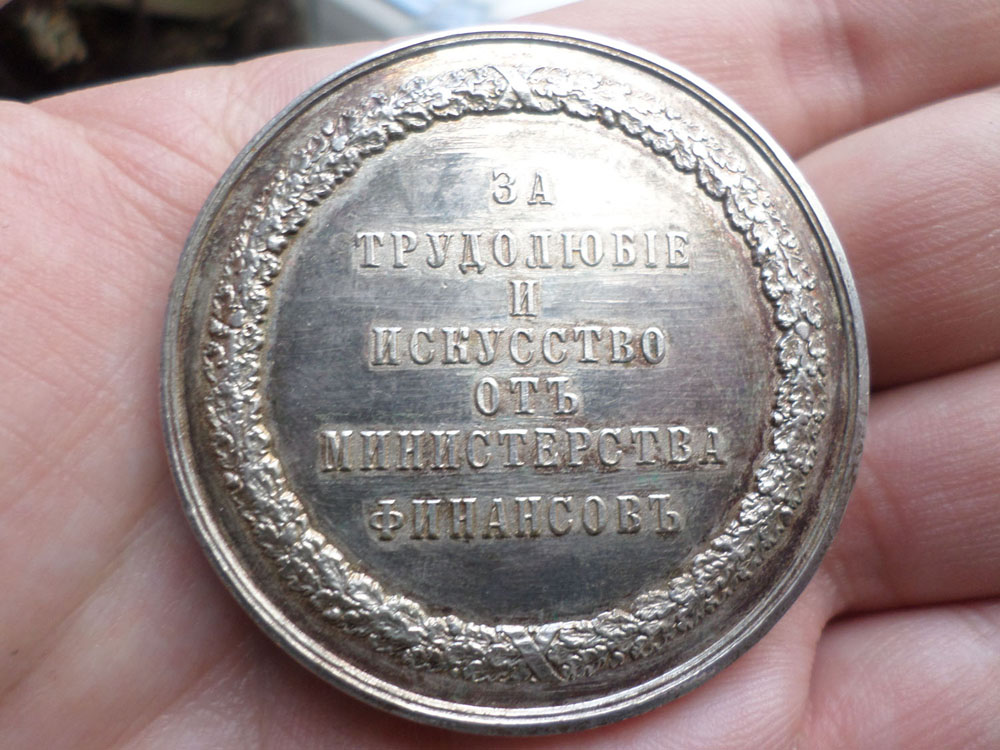 ЗА
ТРУДОЛЮБІЕ
И
ИСКУССТВО
ОТЪ
МИНИСТЕРСТВА
ФИНАНСОВЪ